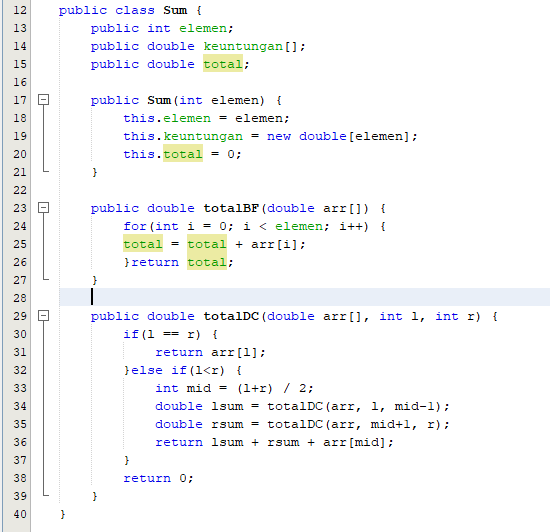 12 public class Sum {
13     public int elemen;
14     public double keuntungan[];
15     public double total;
16
17     public Sum(int elemen) {
18         this.elemen = elemen;
19         this.keuntungan = new double[elemen];
20         this.total = 0;
21     }
22
23     public double totalBF(double arr[]) {
24         for(int i = 0; i < elemen; i++) {
25         total = total + arr[i];
26         }return total;
27     }
28
29     public double totalDC(double arr[], int l, int r) {
30         if(l == r) {
31             return arr[l];
32         }else if(l<r) {
33             int mid = (l+r) / 2;
34             double lsum = totalDC(arr, l, mid-1);
35             double rsum = totalDC(arr, mid+1, r);
36             return lsum + rsum + arr[mid];
37         }
38         return 0;
39     }
40 }